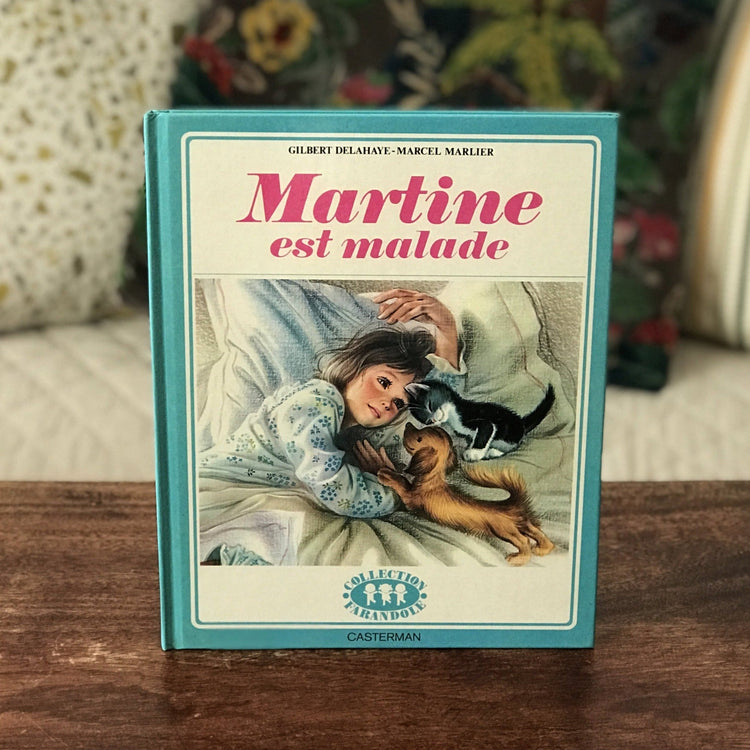 GILBERT DELAHAYE-MARCEL MARLIER
Martine
est malade
COLLECTION
FARANDOLE
CASTERMAN